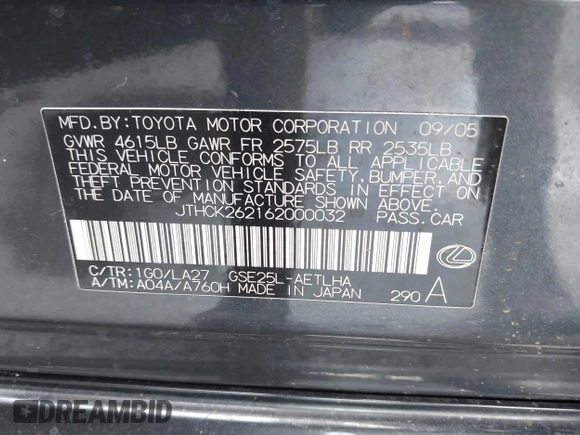 MFD.BY:TOYOTA MOTOR CORPORATION 09/05
GVWR 4615LB GAWR FR 2575LB RR 2535LB
THIS VEHICLE CONFORMS TO ALL APPLICABLE
FEDERAL MOTOR VEHICLE SAFETY,BUMPER,AND
THEFT PREVENTION STANDARDS IN EFFECT ON
THE DATE OF MANUFACTURE SHOWN ABOVE.
JTHCK262162000032 PASS.CAR
C/TR:1G0/LA27 GSE25L-AETLHA
A/TM:A04A/A760H MADE IN JAPAN 290 A
DREAMBID